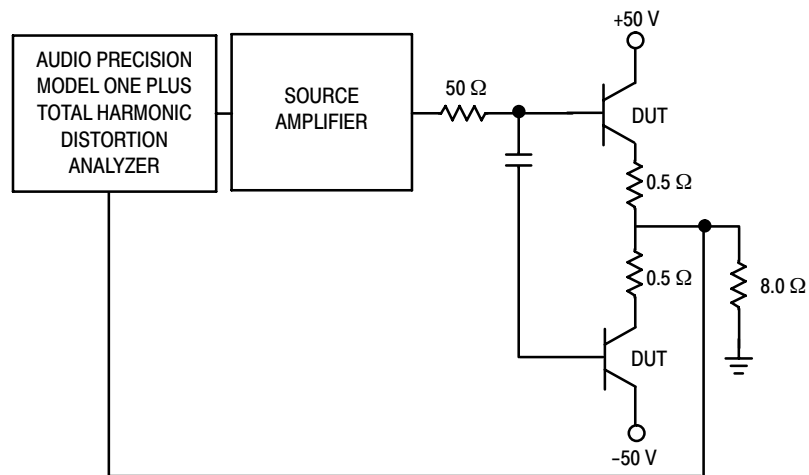 +50 V
AUDIO PRECISION
MODEL ONE PLUS
TOTAL HARMONIC
DISTORTION
ANALYZER
SOURCE
AMPLIFIER
50 Ω
DUT
0.5 Ω
0.5 Ω
8.0 Ω
DUT
–50 V